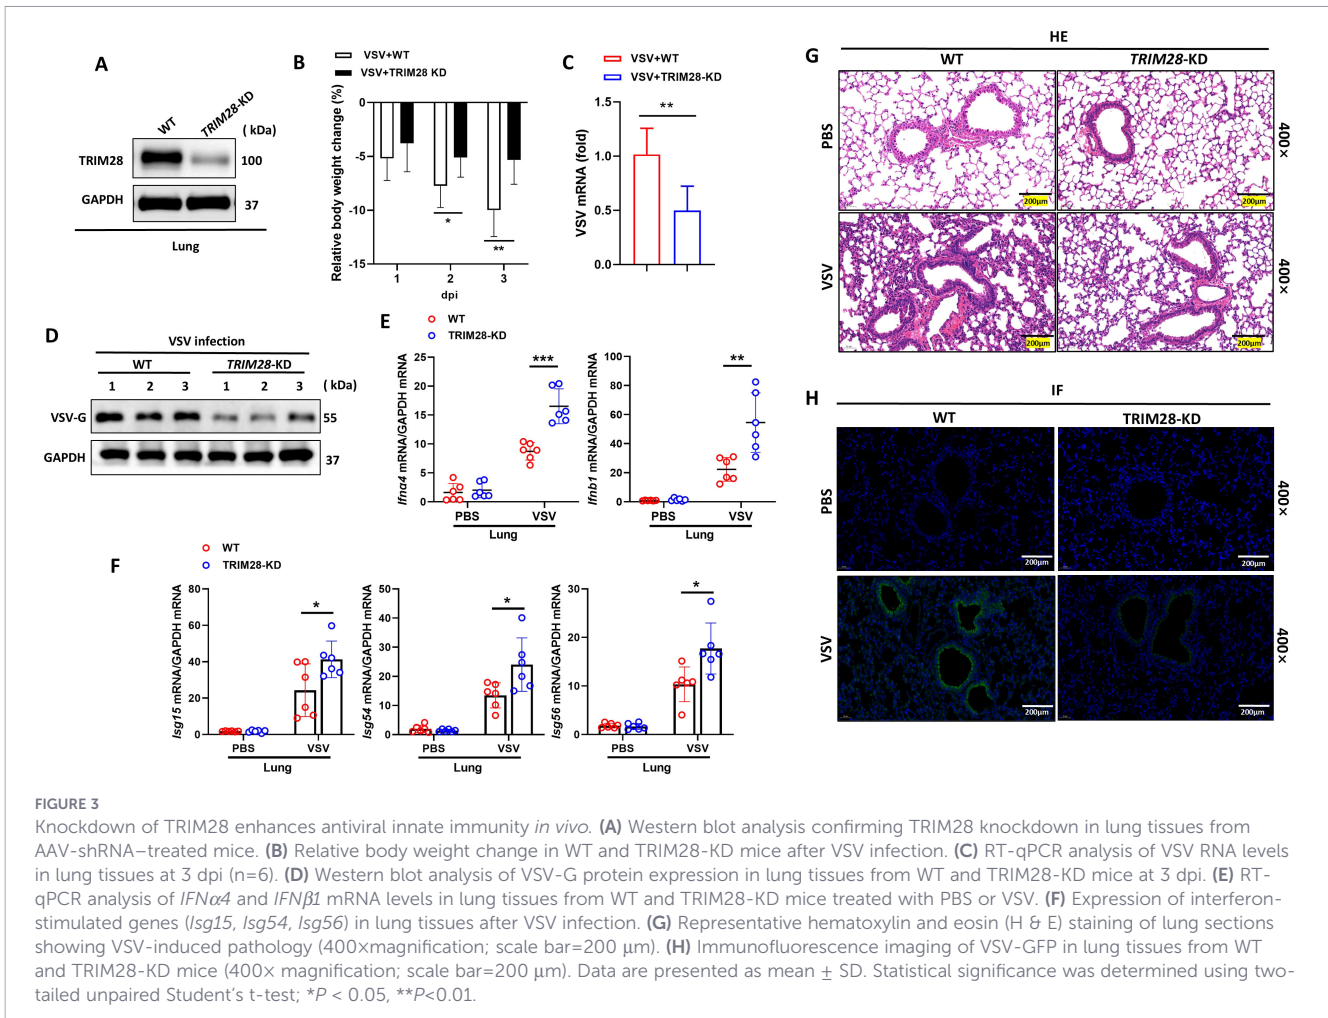 A
WT
TRIM28-KD
( kDa)
TRIM28
100
GAPDH
37
Lung
B
VSV+WT
VSV+TRIM28 KD
Relative body weight change (%)
0
-5
-10
-15
*
**
1 2 3
dpi
C
VSV+WT
VSV+TRIM28-KD
VSV mRNA (fold)
1.5
1.0
0.5
0.0
**
D
VSV infection
WT TRIM28-KD
1 2 3 1 2 3 ( kDa)
VSV-G 55
GAPDH 37
E
WT
TRIM28-KD
Ifna4 mRNA/GAPDH mRNA
25
20
15
10
5
0
***
PBS VSV
Lung
Ifnb1 mRNA/GAPDH mRNA
100
80
60
40
20
0
**
PBS VSV
Lung
F
WT
TRIM28-KD
Isg15 mRNA/GAPDH mRNA
80
60
40
20
0
*
PBS VSV
Lung
Isg54 mRNA/GAPDH mRNA
50
40
30
20
10
0
*
PBS VSV
Lung
Isg56 mRNA/GAPDH mRNA
30
20
10
0
*
PBS VSV
Lung
G
HE
WT TRIM28-KD
PBS 400×
200μm 200μm
VSV 400×
200μm 200μm
H
IF
WT TRIM28-KD
PBS 400×
200μm 200μm
VSV 400×
200μm 200μm
FIGURE 3
Knockdown of TRIM28 enhances antiviral innate immunity in vivo. (A) Western blot analysis confirming TRIM28 knockdown in lung tissues from
AAV-shRNA–treated mice. (B) Relative body weight change in WT and TRIM28-KD mice after VSV infection. (C) RT-qPCR analysis of VSV RNA levels
in lung tissues at 3 dpi (n=6). (D) Western blot analysis of VSV-G protein expression in lung tissues from WT and TRIM28-KD mice at 3 dpi. (E) RT-
qPCR analysis of IFNα4 and IFNβ1 mRNA levels in lung tissues from WT and TRIM28-KD mice treated with PBS or VSV. (F) Expression of interferon-
stimulated genes (Isg15, Isg54, Isg56) in lung tissues after VSV infection. (G) Representative hematoxylin and eosin (H & E) staining of lung sections
showing VSV-induced pathology (400×magnification; scale bar=200 μm). (H) Immunofluorescence imaging of VSV-GFP in lung tissues from WT
and TRIM28-KD mice (400× magnification; scale bar=200 μm). Data are presented as mean ± SD. Statistical significance was determined using two-
tailed unpaired Student's t-test; *P < 0.05, **P<0.01.